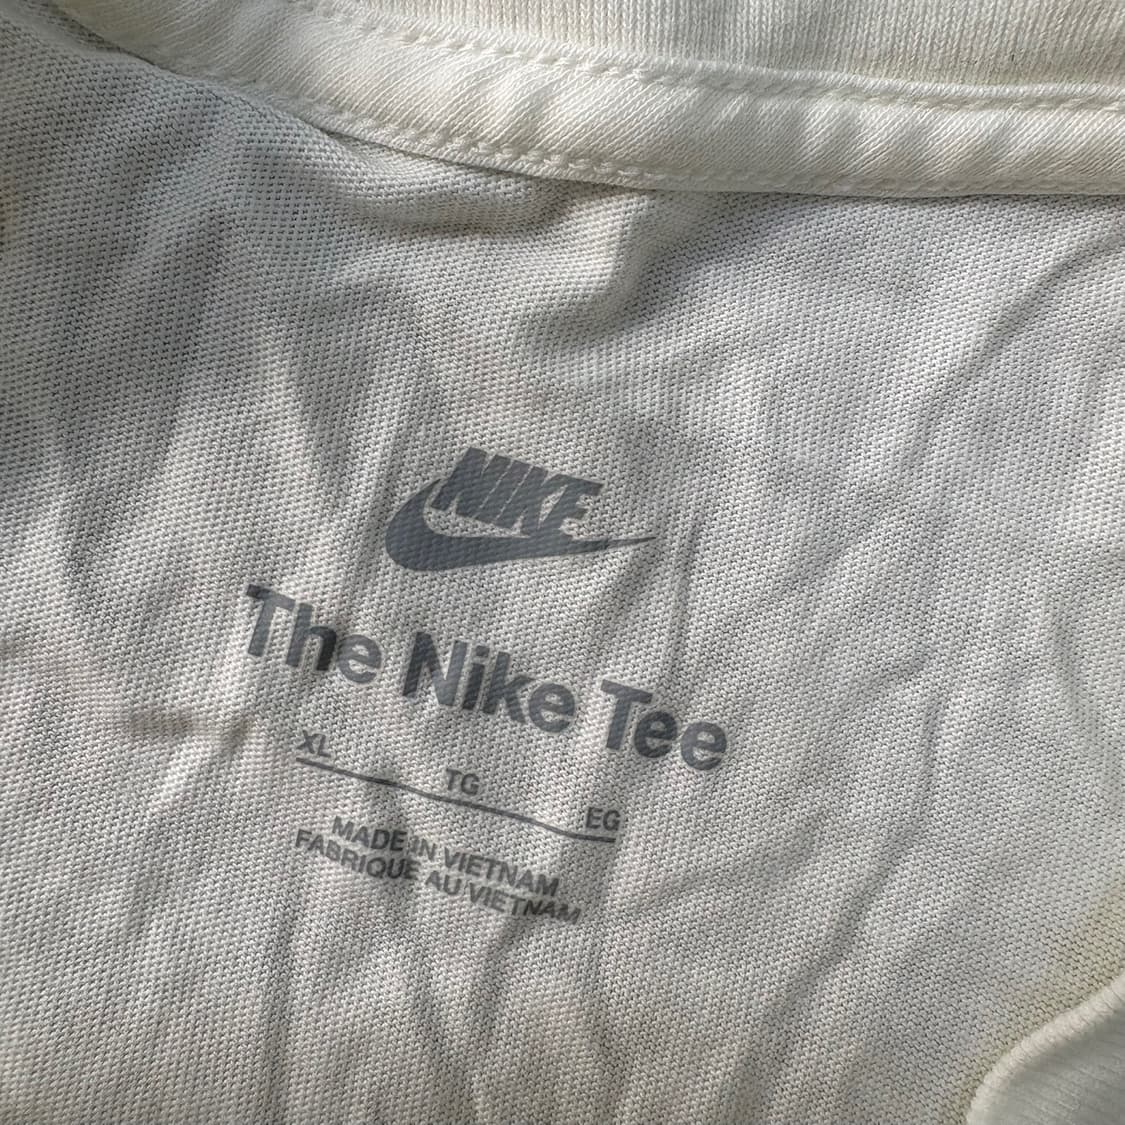 NIKE
The Nike Tee
XL TG EG
MADE IN VIETNAM
FABRIQUE AU VIETNAM